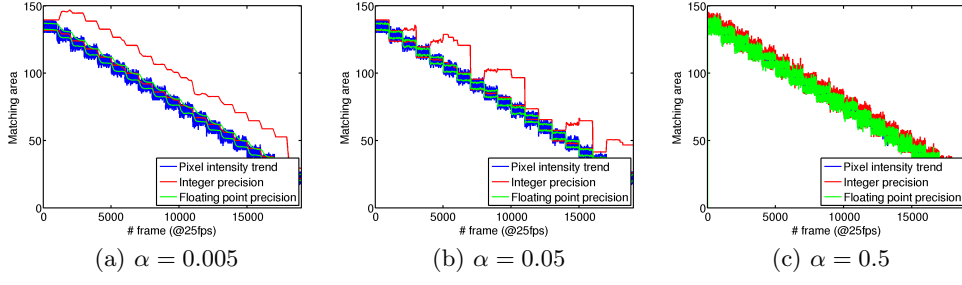 150
100
50
0
Matching area
0
5000
10000
15000
# frame (@25fps)
Pixel intensity trend
Integer precision
Floating point precision
(a) α = 0.005
150
100
50
0
Matching area
0
5000
10000
15000
# frame (@25fps)
Pixel intensity trend
Integer precision
Floating point precision
(b) α = 0.05
150
100
50
0
Matching area
0
5000
10000
15000
# frame (@25fps)
Pixel intensity trend
Integer precision
Floating point precision
(c) α = 0.5